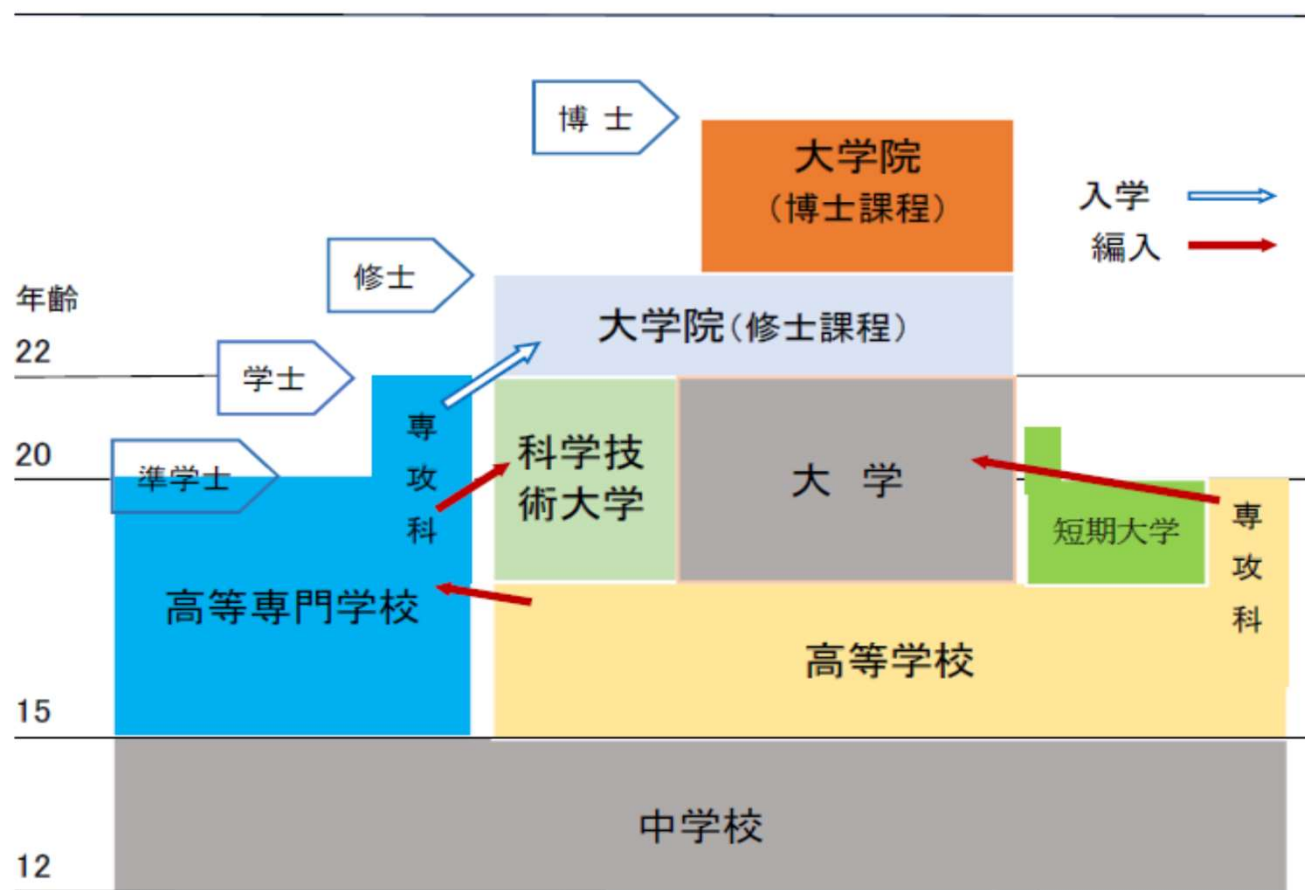 博 士
大学院
（博士課程）
入学
編入
修士
年齢
大学院（修士課程）
22
学士
専
攻
科
科学技
術大学
大 学
20
準学士
短期大学
専
攻
科
高等専門学校
高等学校
15
中学校
12